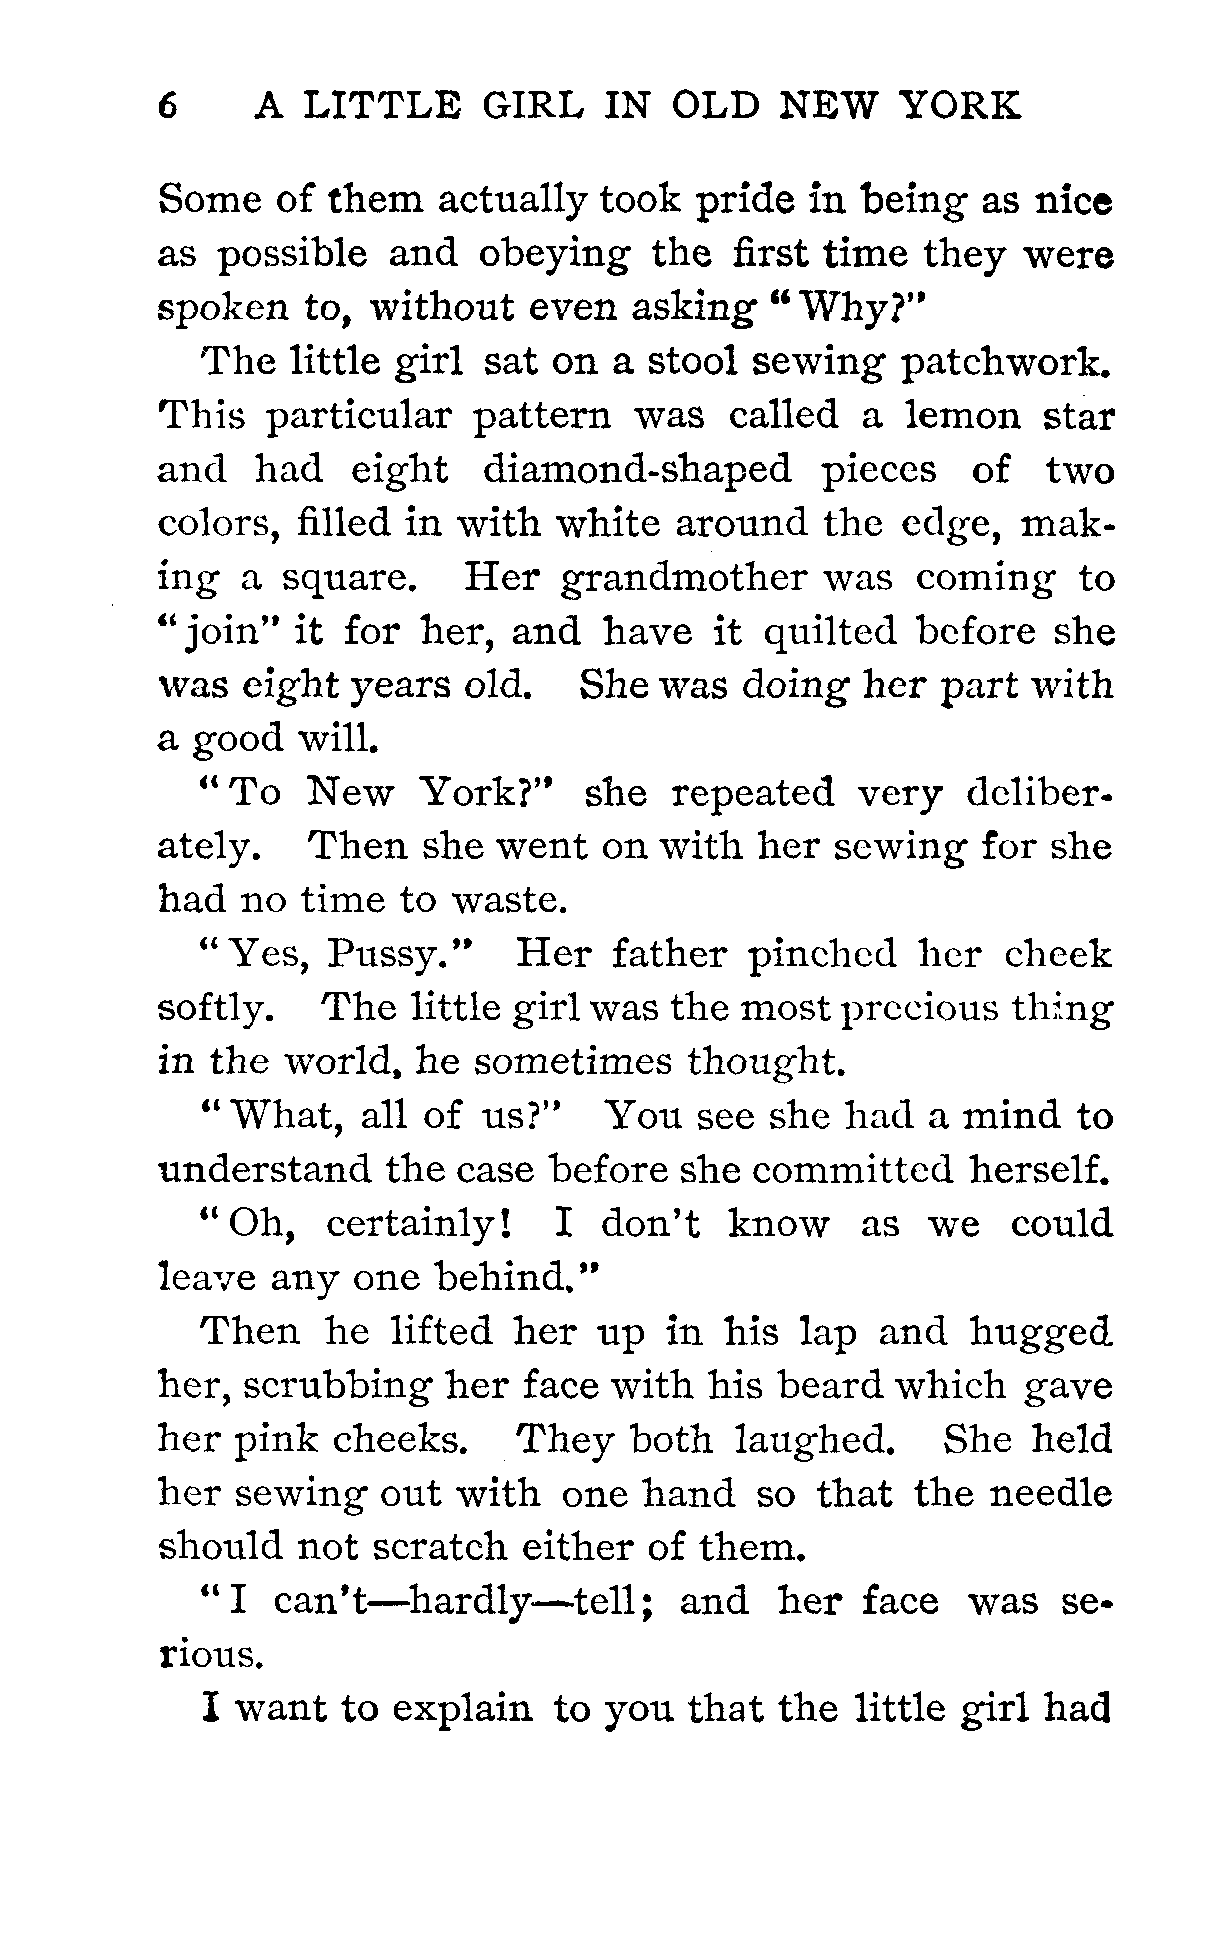 6 A LITTLE GIRL IN OLD NEW YORK
Some of them actually took pride in being as nice
as possible and obeying the first time they were
spoken to, without even asking “Why?”
The little girl sat on a stool sewing patchwork.
This particular pattern was called a lemon star
and had eight diamond-shaped pieces of two
colors, filled in with white around the edge, mak-
ing a square. Her grandmother was coming to
“join” it for her, and have it quilted before she
was eight years old. She was doing her part with
a good will.
“To New York?” she repeated very deliber-
ately. Then she went on with her sewing for she
had no time to waste.
“Yes, Pussy.” Her father pinched her cheek
softly. The little girl was the most precious thing
in the world, he sometimes thought.
“What, all of us?” You see she had a mind to
understand the case before she committed herself.
“Oh, certainly! I don't know as we could
leave any one behind.”
Then he lifted her up in his lap and hugged
her, scrubbing her face with his beard which gave
her pink cheeks. They both laughed. She held
her sewing out with one hand so that the needle
should not scratch either of them.
“I can't—hardly—tell; and her face was se-
rious.
I want to explain to you that the little girl had